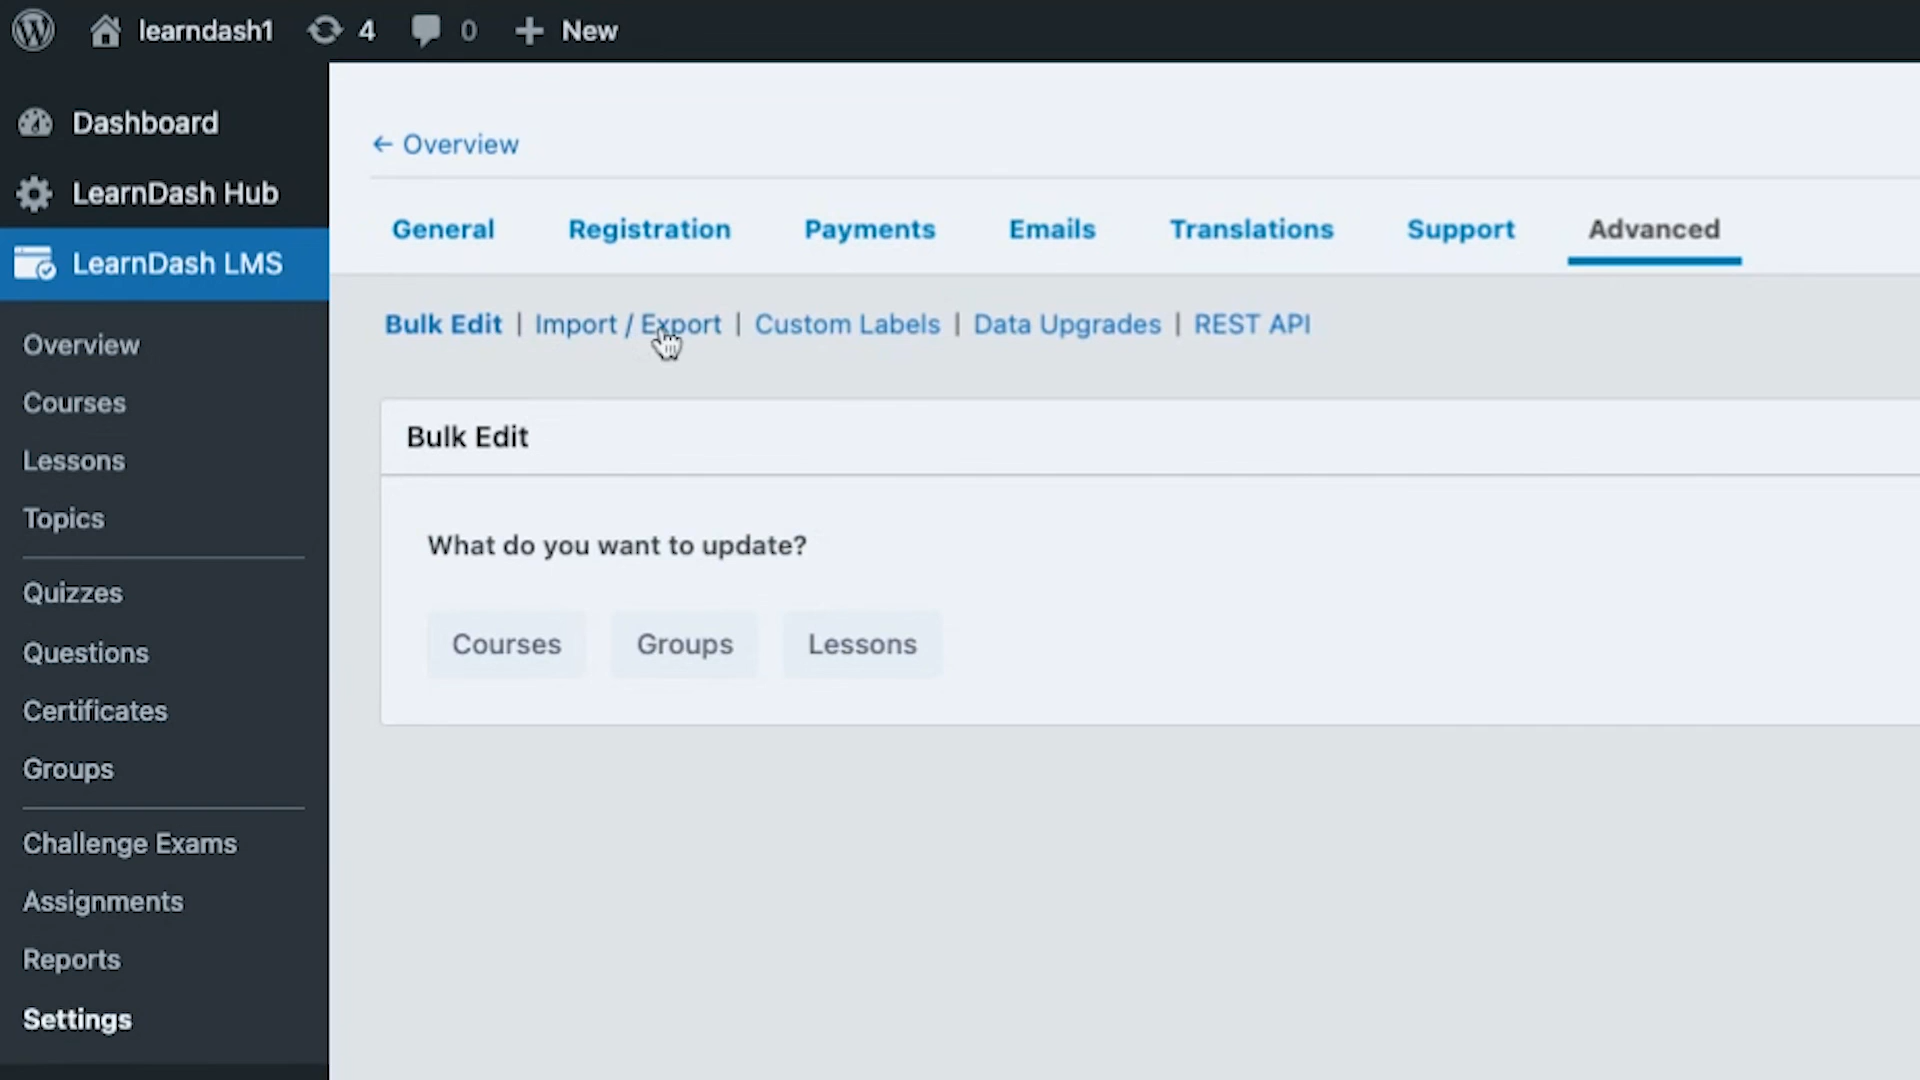 learndash1 4 0 + New
Dashboard
LearnDash Hub
LearnDash LMS
Overview
Courses
Lessons
Topics
Quizzes
Questions
Certificates
Groups
Challenge Exams
Assignments
Reports
Settings
← Overview
General Registration Payments Emails Translations Support Advanced
Bulk Edit | Import / Export | Custom Labels | Data Upgrades | REST API
Bulk Edit
What do you want to update?
Courses Groups Lessons